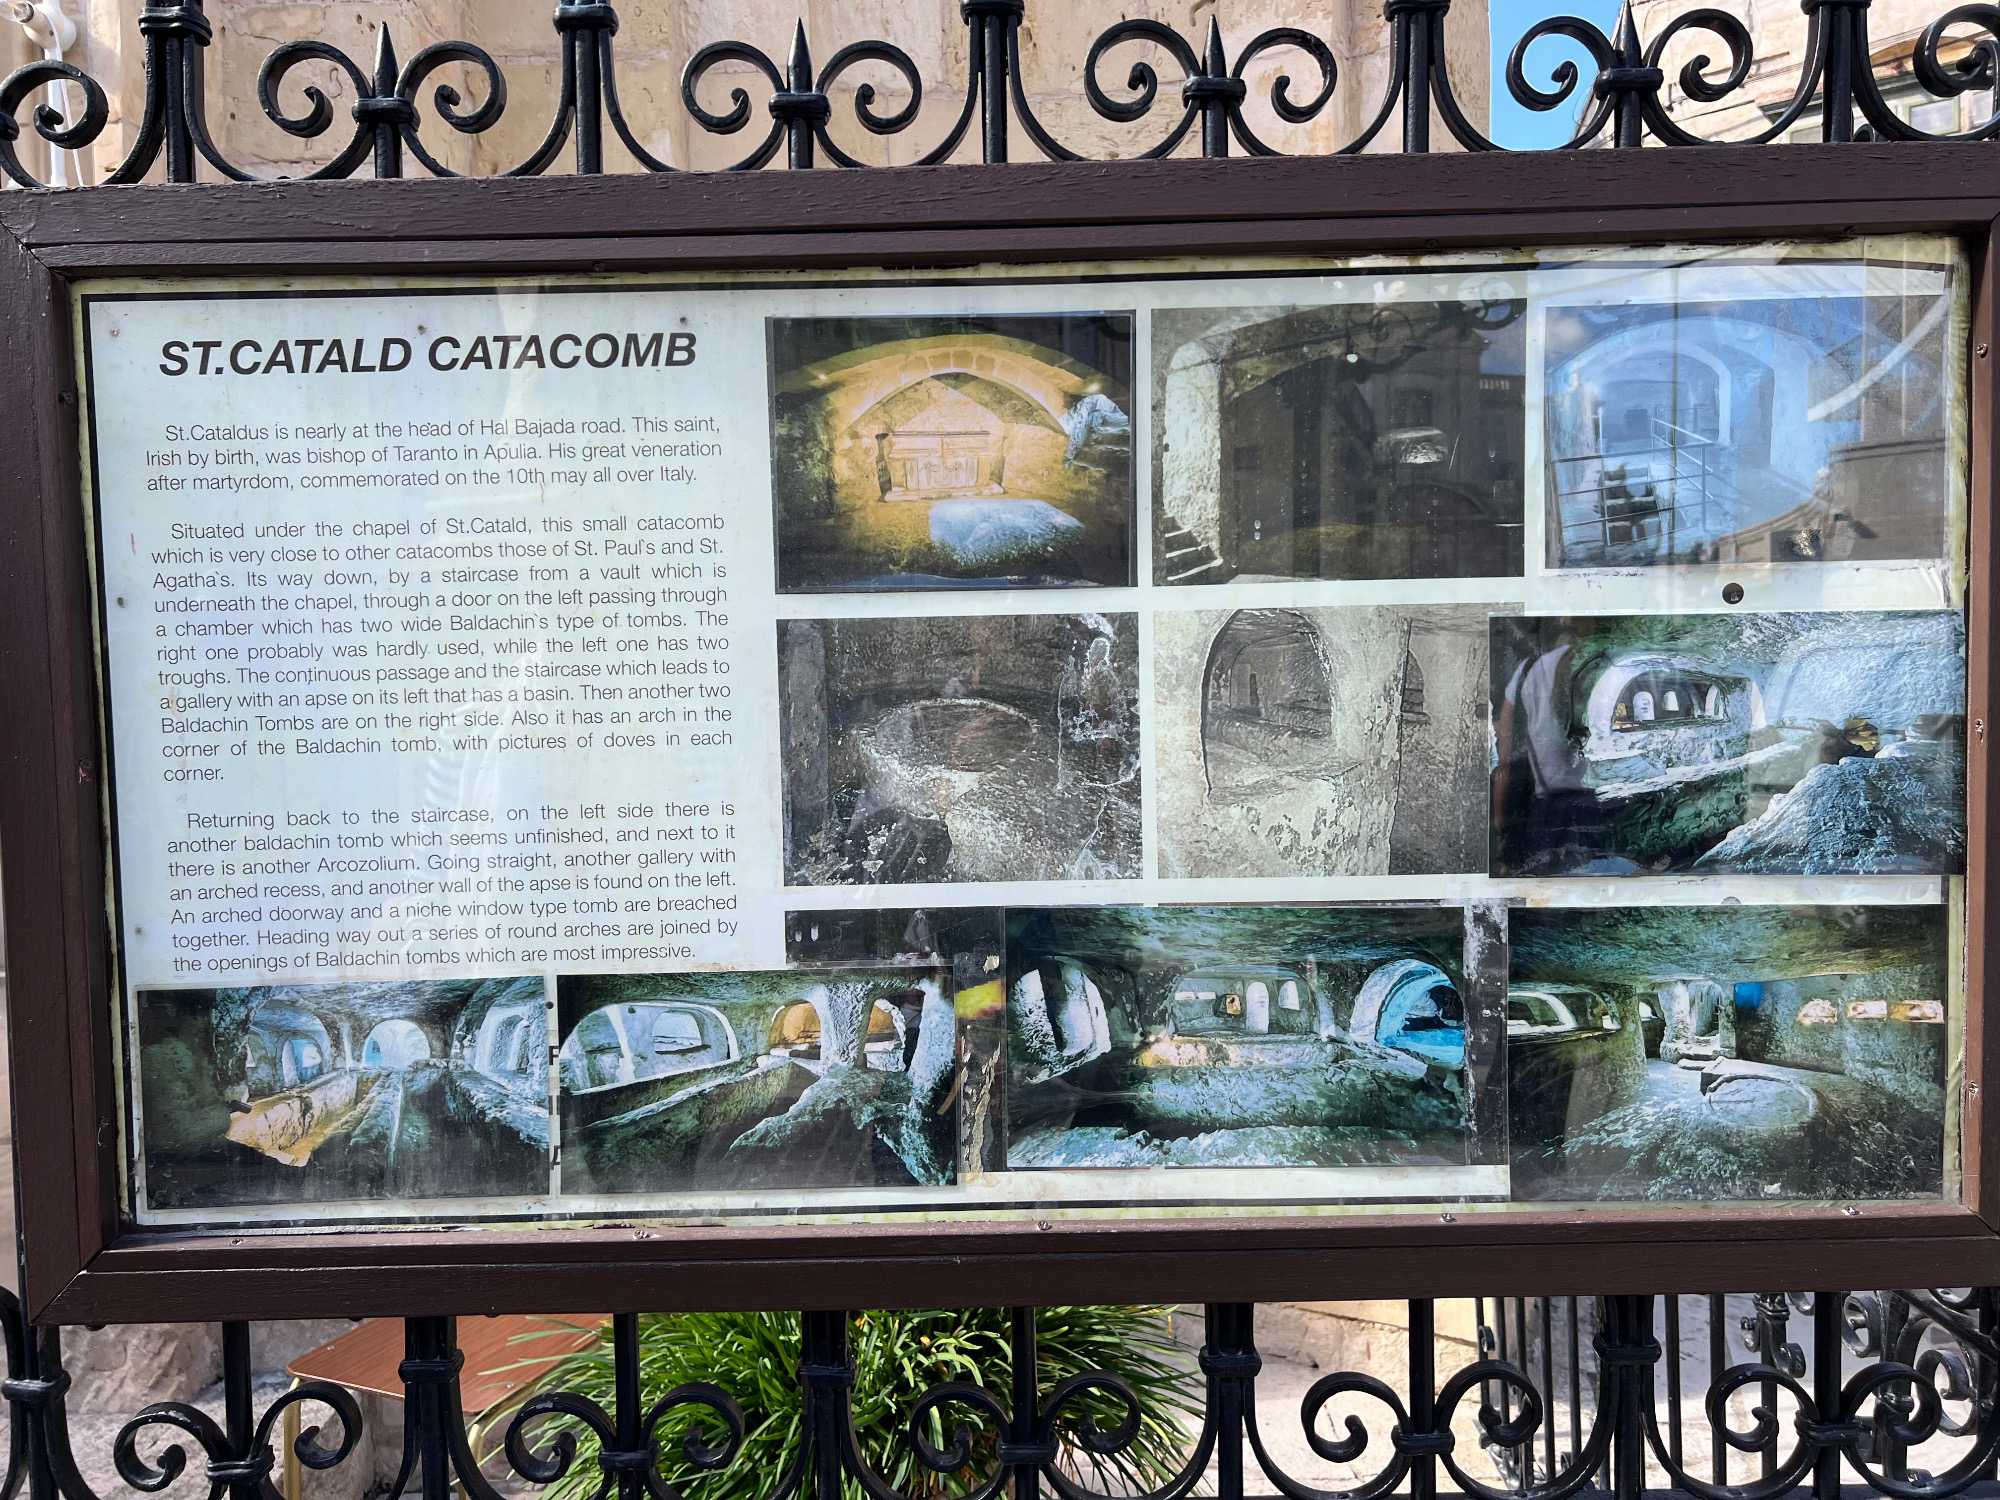 ST.CATALD CATACOMB
St.Cataldus is nearly at the head of Hal Bajada road. This saint,
Irish by birth, was bishop of Taranto in Apulia. His great veneration
after martyrdom, commemorated on the 10th may all over Italy.
Situated under the chapel of St.Catald, this small catacomb
which is very close to other catacombs those of St. Paul`s and St.
Agatha`s. Its way down, by a staircase from a vault which is
underneath the chapel, through a door on the left passing through
a chamber which has two wide Baldachin`s type of tombs. The
right one probably was hardly used, while the left one has two
troughs. The continuous passage and the staircase which leads to
a gallery with an apse on its left that has a basin. Then another two
Baldachin Tombs are on the right side. Also it has an arch in the
corner of the Baldachin tomb, with pictures of doves in each
corner.
Returning back to the staircase, on the left side there is
another baldachin tomb which seems unfinished, and next to it
there is another Arcozolium. Going straight, another gallery with
an arched recess, and another wall of the apse is found on the left.
An arched doorway and a niche window type tomb are breached
together. Heading way out a series of round arches are joined by
the openings of Baldachin tombs which are most impressive.